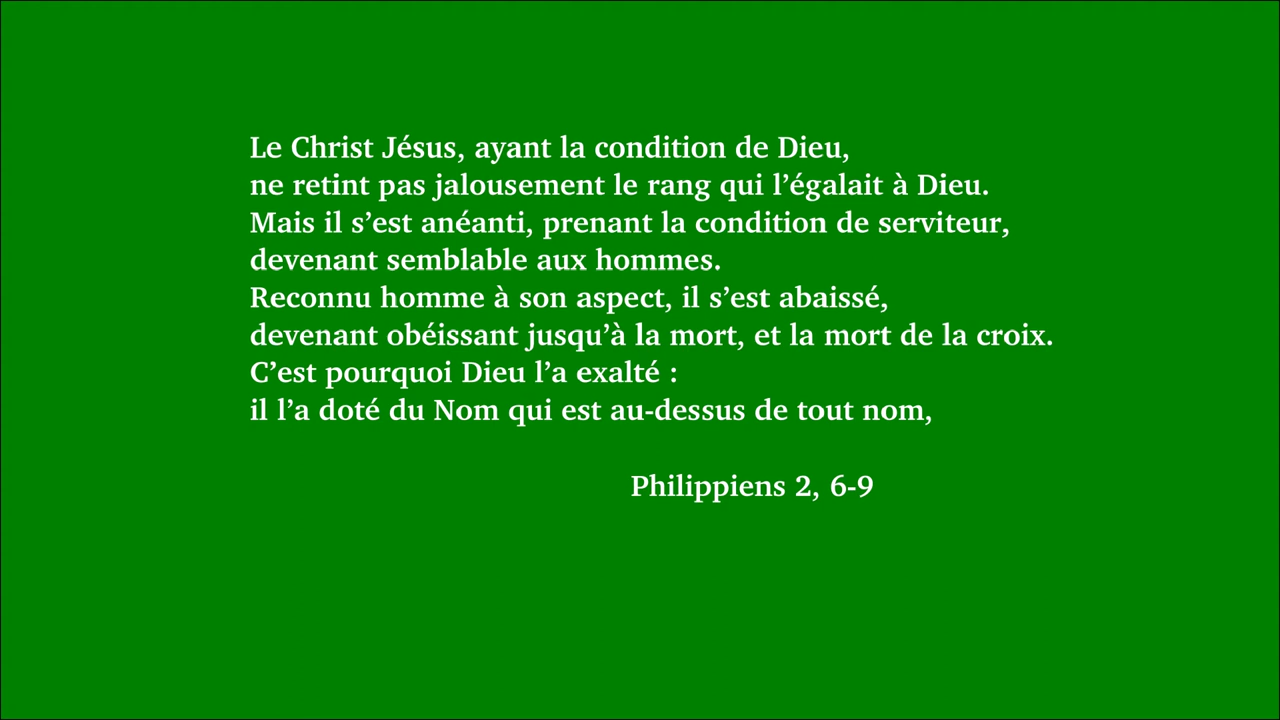 Le Christ Jésus, ayant la condition de Dieu,
ne retint pas jalousement le rang qui l’égalait à Dieu.
Mais il s’est anéanti, prenant la condition de serviteur,
devenant semblable aux hommes.
Reconnu homme à son aspect, il s’est abaissé,
devenant obéissant jusqu’à la mort, et la mort de la croix.
C’est pourquoi Dieu l’a exalté :
il l’a doté du Nom qui est au-dessus de tout nom,
Philippiens 2, 6-9